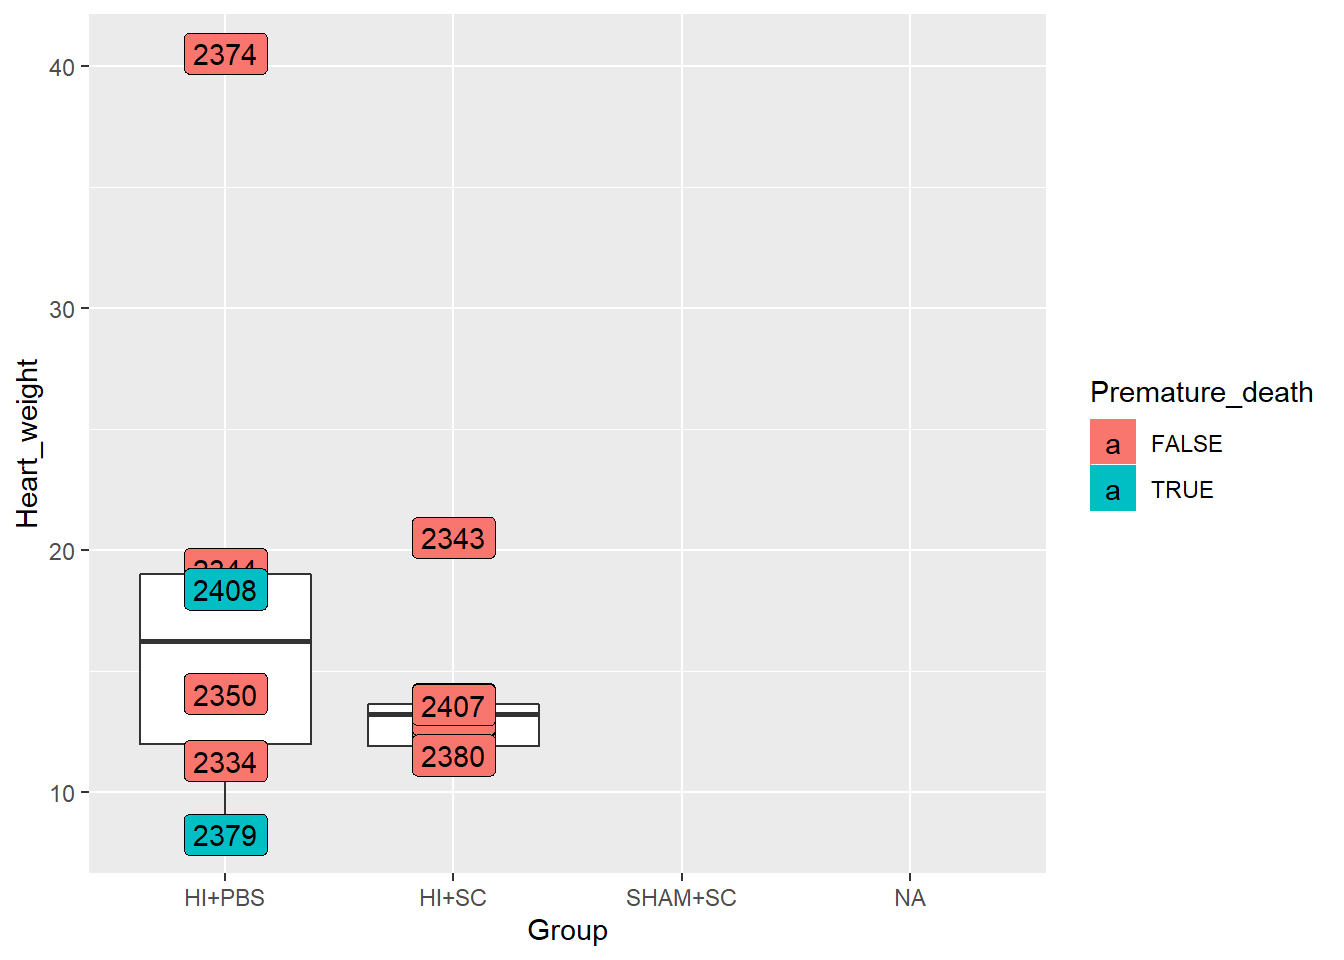 2374
40
30
Heart_weight
Premature_death
a FALSE
a TRUE
2343
20
2408
2350
2407
2334
2380
10
2379
HI+PBS
HI+SC
SHAM+SC
NA
Group